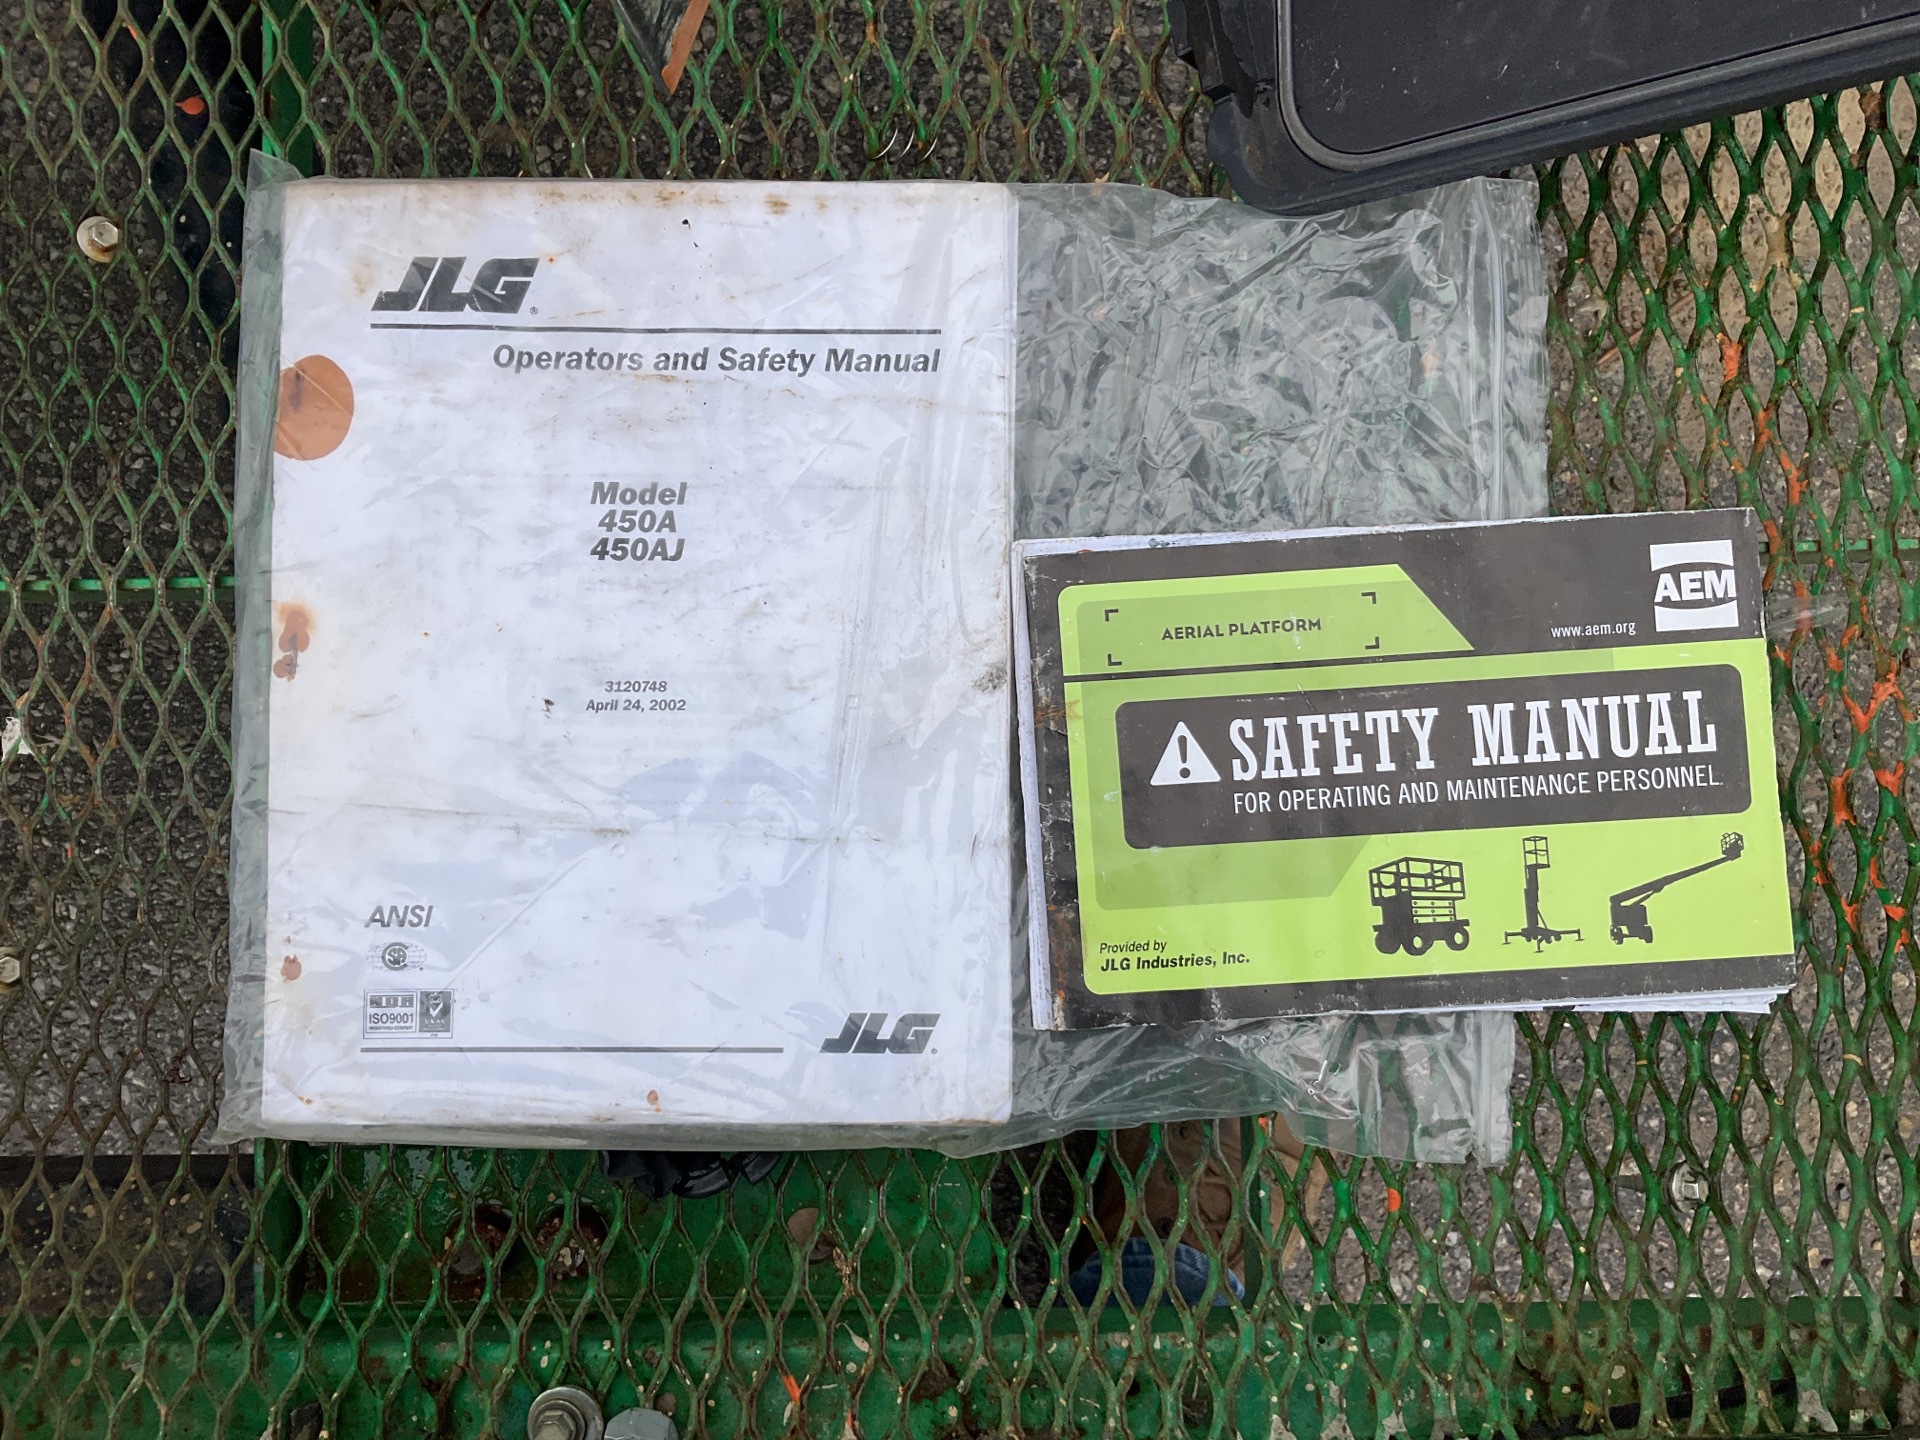 JLG
Operators and Safety Manual
Model
450A
450AJ
3120748
April 24, 2002
ANSI
ISO9001
JLG
AERIAL PLATFORM
www.aem.org
AEM
SAFETY MANUAL
FOR OPERATING AND MAINTENANCE PERSONNEL
Provided by
JLG Industries, Inc.